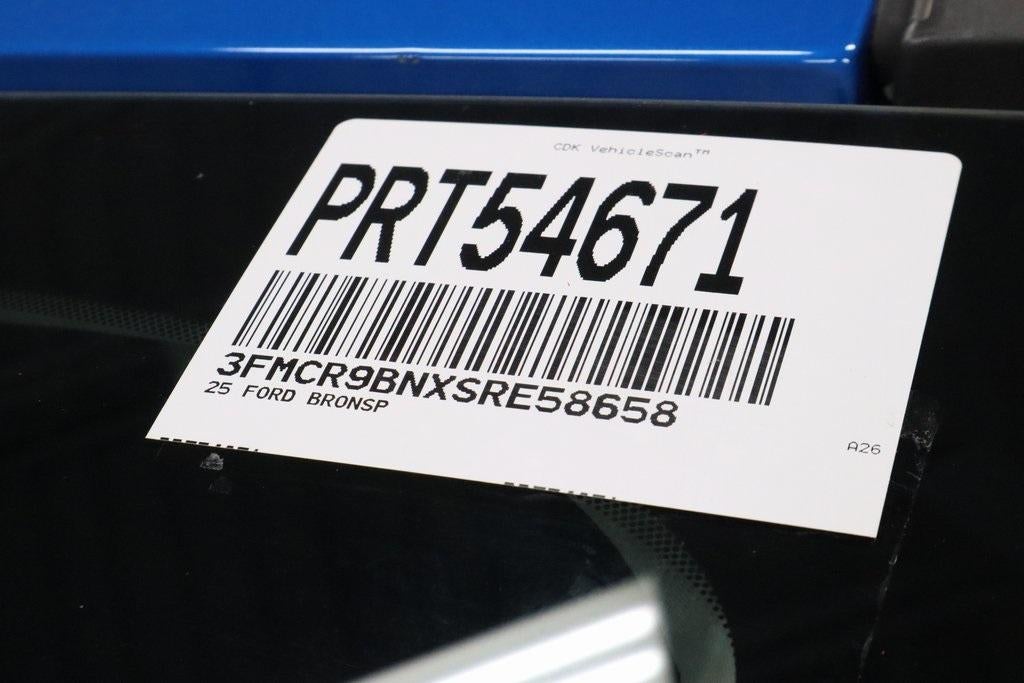 CDK VehicleScan™
PRT54671
3FMCR9BNXSRE58658
25 FORD BRONSP
A26